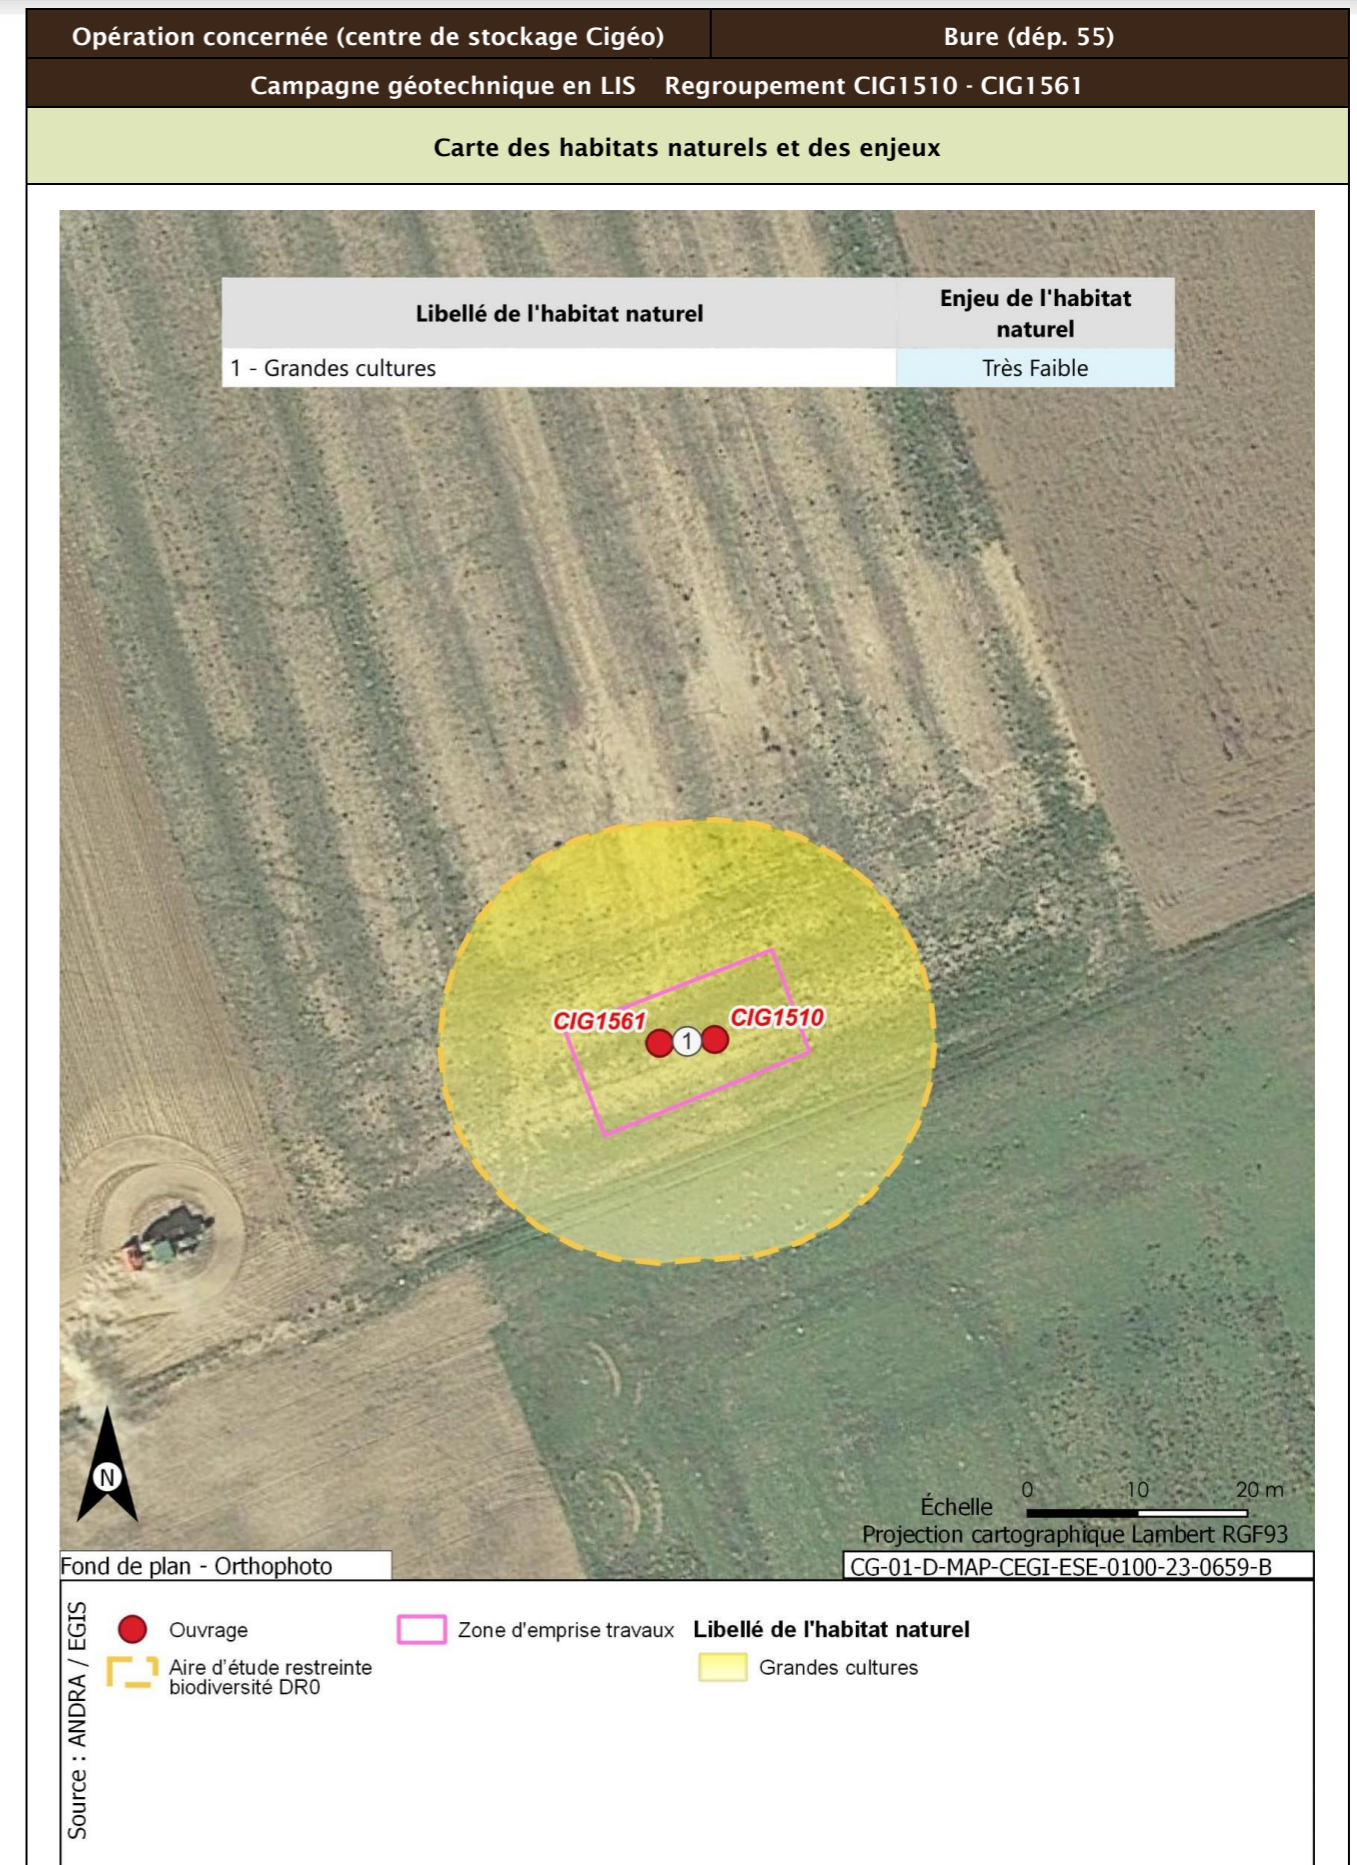 Opération concernée (centre de stockage Cigéo) Bure (dép. 55)
Campagne géotechnique en LIS Regroupement CIG1510 - CIG1561
Carte des habitats naturels et des enjeux
Libellé de l'habitat naturel Enjeu de l'habitat
naturel
1 - Grandes cultures Très Faible
CIG1561 1 CIG1510
N
0 10 20 m
Échelle
Projection cartographique Lambert RGF93
Fond de plan - Orthophoto CG-01-D-MAP-CEGI-ESE-0100-23-0659-B
Source : ANDRA / EGIS
Ouvrage Zone d'emprise travaux Libellé de l'habitat naturel
Aire d'étude restreinte Grandes cultures
biodiversité DR0